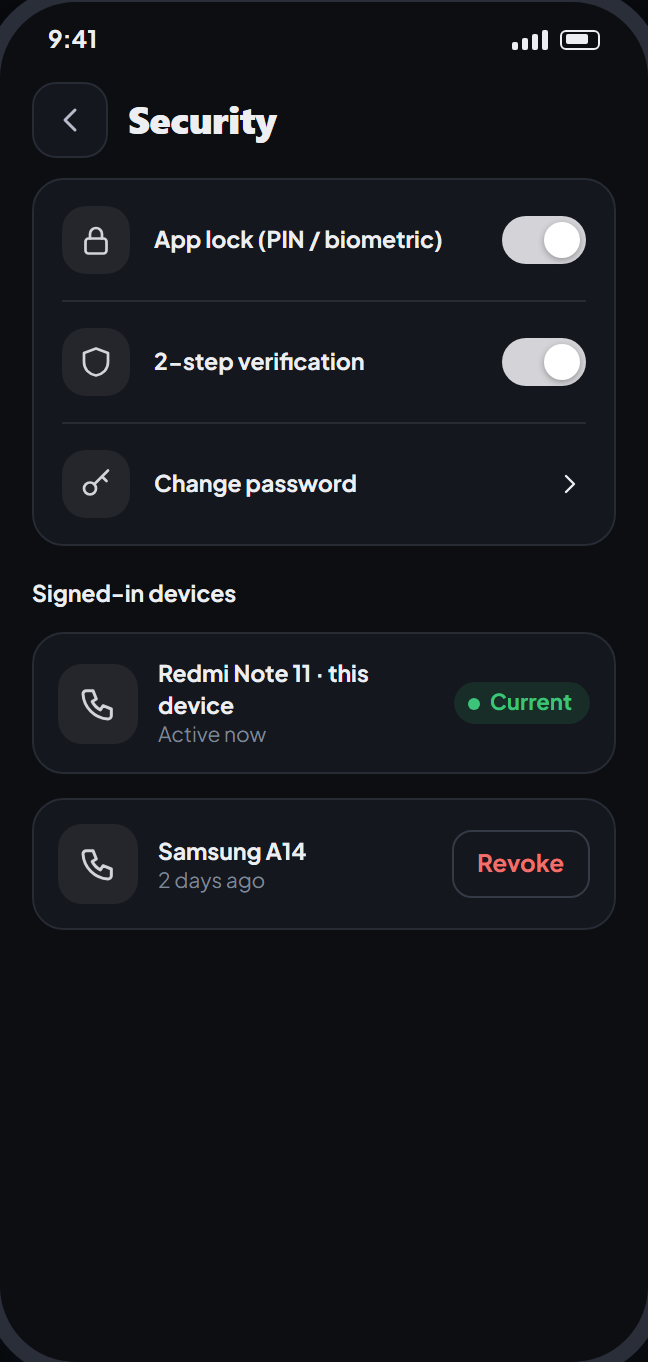 9:41
Security
App lock (PIN / biometric)
2-step verification
Change password
Signed-in devices
Redmi Note 11 · this
device
Active now
Current
Samsung A14
2 days ago
Revoke